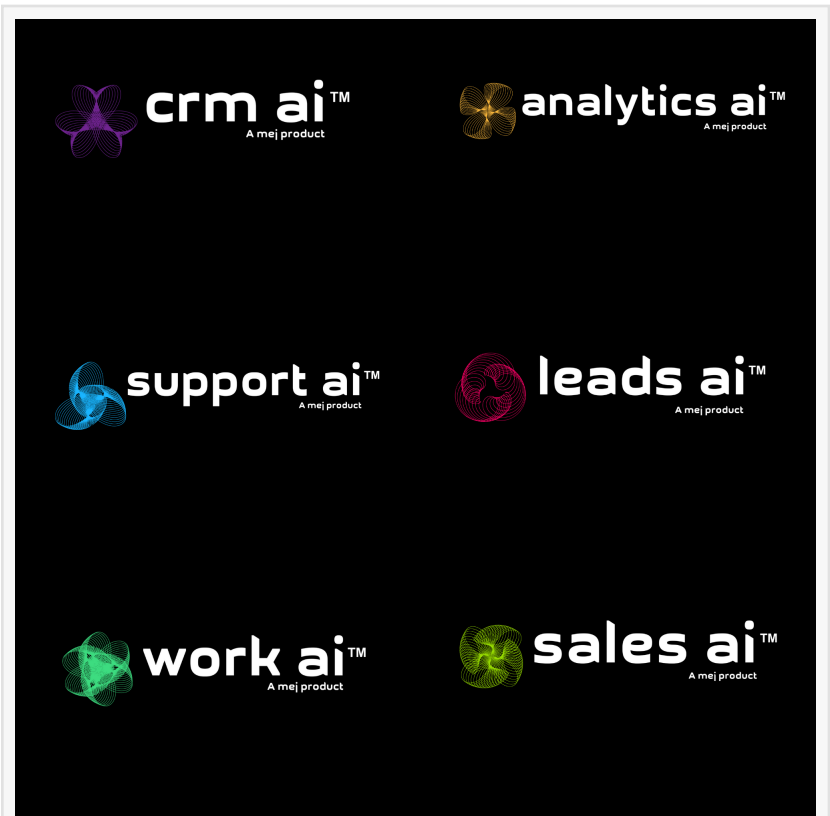 crm ai™
A mej product
analytics ai™
A mej product
support ai™
A mej product
leads ai™
A mej product
work ai™
A mej product
sales ai™
A mej product